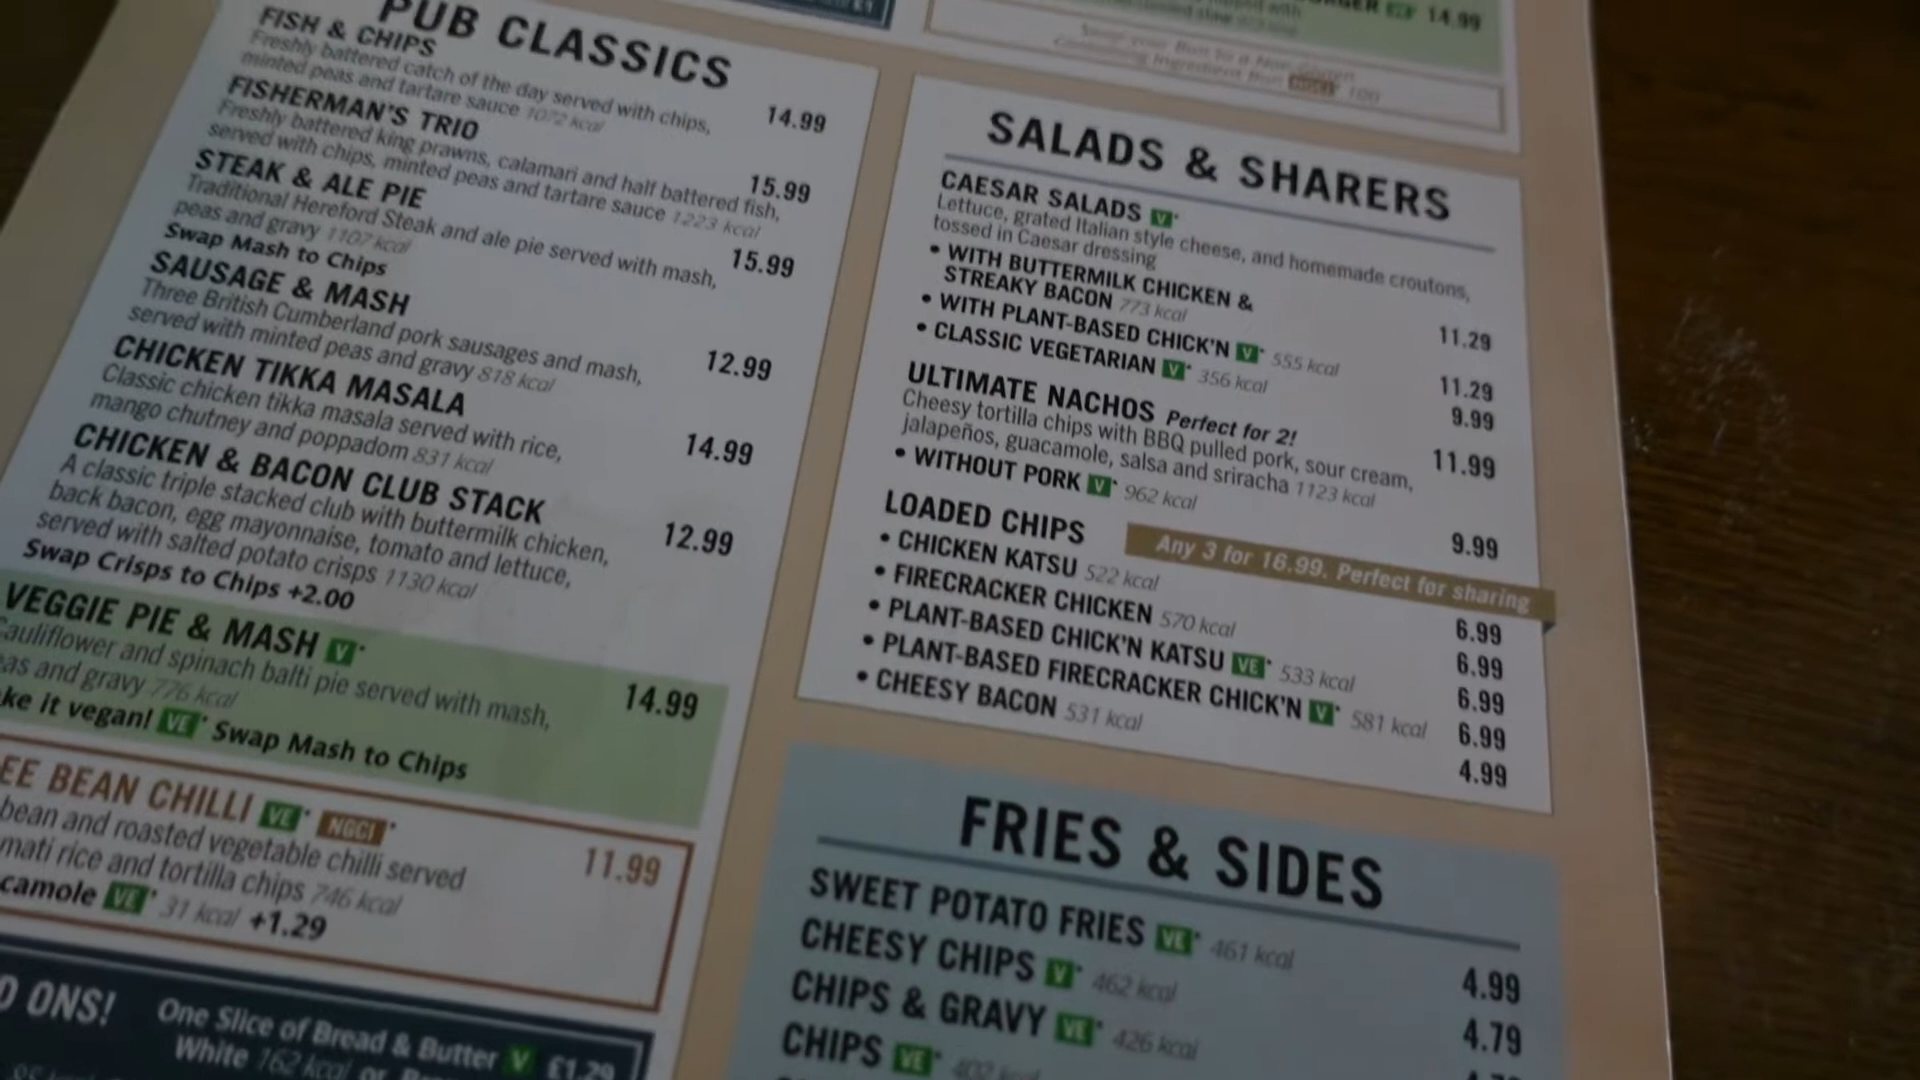 PUB CLASSICS
FISH & CHIPS
Freshly battered catch of the day served with chips,
minted peas and tartare sauce 1072 kcal
14.99
FISHERMAN'S TRIO
Freshly battered king prawns, calamari and half battered fish,
served with chips, minted peas and tartare sauce 1223 kcal
15.99
STEAK & ALE PIE
Traditional Hereford Steak and ale pie served with mash,
peas and gravy 1107 kcal
15.99
Swap Mash to Chips
SAUSAGE & MASH
Three British Cumberland pork sausages and mash,
served with minted peas and gravy 818 kcal
12.99
CHICKEN TIKKA MASALA
Classic chicken tikka masala served with rice,
mango chutney and poppadom 831 kcal
14.99
CHICKEN & BACON CLUB STACK
A classic triple stacked club with buttermilk chicken,
back bacon, egg mayonnaise, tomato and lettuce,
served with salted potato crisps 1130 kcal
12.99
Swap Crisps to Chips +2.00
VEGGIE PIE & MASH V*
Cauliflower and spinach balti pie served with mash,
eas and gravy 776 kcal
14.99
ke it vegan! VE* Swap Mash to Chips
EE BEAN CHILLI VE* NGCI*
bean and roasted vegetable chilli served
mati rice and tortilla chips 746 kcal
11.99
camole VE* 31 kcal +1.29
D ONS!
One Slice of Bread & Butter V £1.29
White 162 kcal or
14.99
SALADS & SHARERS
CAESAR SALADS V*
Lettuce, grated Italian style cheese, and homemade croutons,
tossed in Caesar dressing
• WITH BUTTERMILK CHICKEN &
STREAKY BACON 773 kcal 11.29
• WITH PLANT-BASED CHICK'N V* 555 kcal 11.29
• CLASSIC VEGETARIAN V* 356 kcal 9.99
ULTIMATE NACHOS Perfect for 2! 11.99
Cheesy tortilla chips with BBQ pulled pork, sour cream,
jalapeños, guacamole, salsa and sriracha 1123 kcal
• WITHOUT PORK V* 962 kcal 9.99
LOADED CHIPS
Any 3 for 16.99. Perfect for sharing
• CHICKEN KATSU 522 kcal 6.99
• FIRECRACKER CHICKEN 570 kcal 6.99
• PLANT-BASED CHICK'N KATSU VE* 533 kcal 6.99
• PLANT-BASED FIRECRACKER CHICK'N V* 581 kcal 6.99
• CHEESY BACON 531 kcal 4.99
FRIES & SIDES
SWEET POTATO FRIES VE* 461 kcal 4.99
CHEESY CHIPS V* 462 kcal 4.79
CHIPS & GRAVY VE* 426 kcal
CHIPS VE*